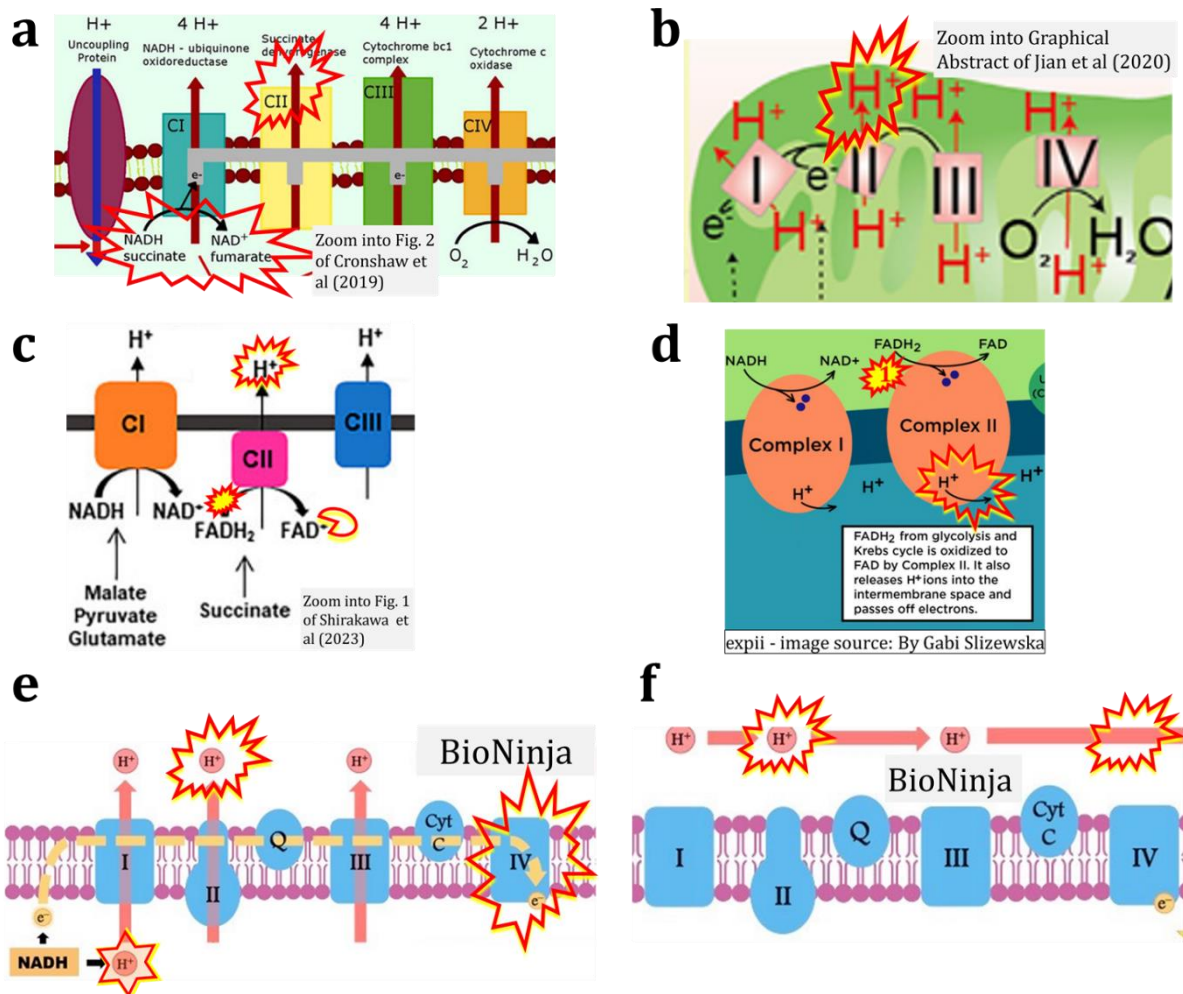 a
H+ 4 H+ 4 H+ 2 H+
Uncoupling
Protein
NADH - ubiquinone
oxidoreductase
Succinate
dehydrogenase
Cytochrome bc1
complex
Cytochrome c
oxidase
CI
CII
CIII
CIV
e-
e-
NADH
succinate
NAD+
fumarate
O2
H2O
Zoom into Fig. 2
of Cronshaw et
al (2019)
b
Zoom into Graphical
Abstract of Jian et al (2020)
H+ H+ H+ H+
I e- II III IV
e- H+ H+ H+ H+
O2 H2O
c
H+ H+ H+
CI CII CIII
NADH NAD+ FADH2 FAD+
Malate
Pyruvate
Glutamate
Succinate
Zoom into Fig. 1
of Shirakawa et
al (2023)
d
NADH NAD+ FADH2 FAD
1
Complex I
Complex II
H+ H+ H+ H+
FADH2 from glycolysis and
Krebs cycle is oxidized to
FAD by Complex II. It also
releases H+ions into the
intermembrane space and
passes off electrons.
expii - image source: By Gabi Slizewska
e
BioNinja
H+ H+ H+
I II Q III Cyt C IV
e- e-
NADH H+
f
H+ H+ H+
BioNinja
I II Q III Cyt C IV
e-